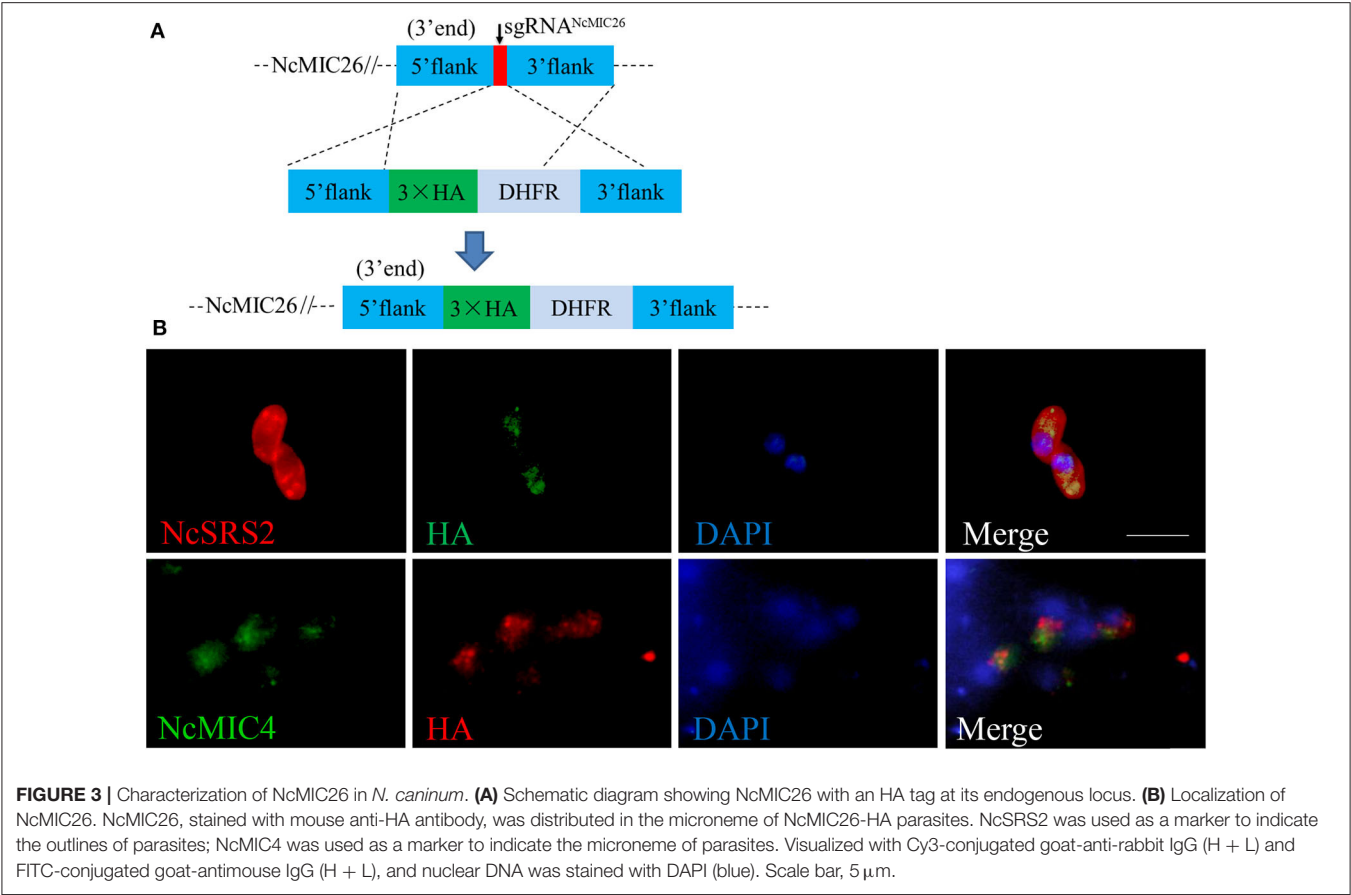 A
(3’end) sgRNA^NcMIC26
--NcMIC26//--- 5’flank 3’flank -----
5’flank 3×HA DHFR 3’flank
(3’end)
--NcMIC26//--- 5’flank 3×HA DHFR 3’flank ----
B
NcSRS2 HA DAPI Merge
NcMIC4 HA DAPI Merge
FIGURE 3 | Characterization of NcMIC26 in N. caninum. (A) Schematic diagram showing NcMIC26 with an HA tag at its endogenous locus. (B) Localization of
NcMIC26. NcMIC26, stained with mouse anti-HA antibody, was distributed in the microneme of NcMIC26-HA parasites. NcSRS2 was used as a marker to indicate
the outlines of parasites; NcMIC4 was used as a marker to indicate the microneme of parasites. Visualized with Cy3-conjugated goat-anti-rabbit IgG (H + L) and
FITC-conjugated goat-antimouse IgG (H + L), and nuclear DNA was stained with DAPI (blue). Scale bar, 5 μm.